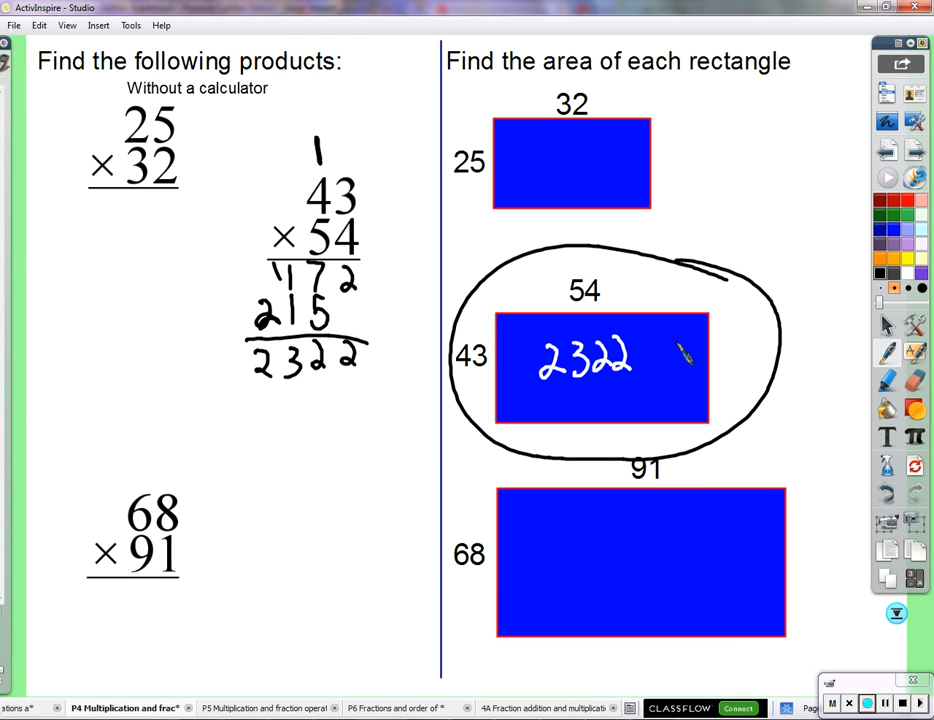 ActivInspire - Studio
File Edit View Insert Tools Help
Find the following products:
Without a calculator
25
× 32
1
43
× 54
172
215
2322
68
× 91
Find the area of each rectangle
32
25
54
43
2322
91
68
ations a* P4 Multiplication and frac* P5 Multiplication and fraction operat P6 Fractions and order of * 4A Fraction addition and multiplicati CLASSFLOW Connect Pag
M